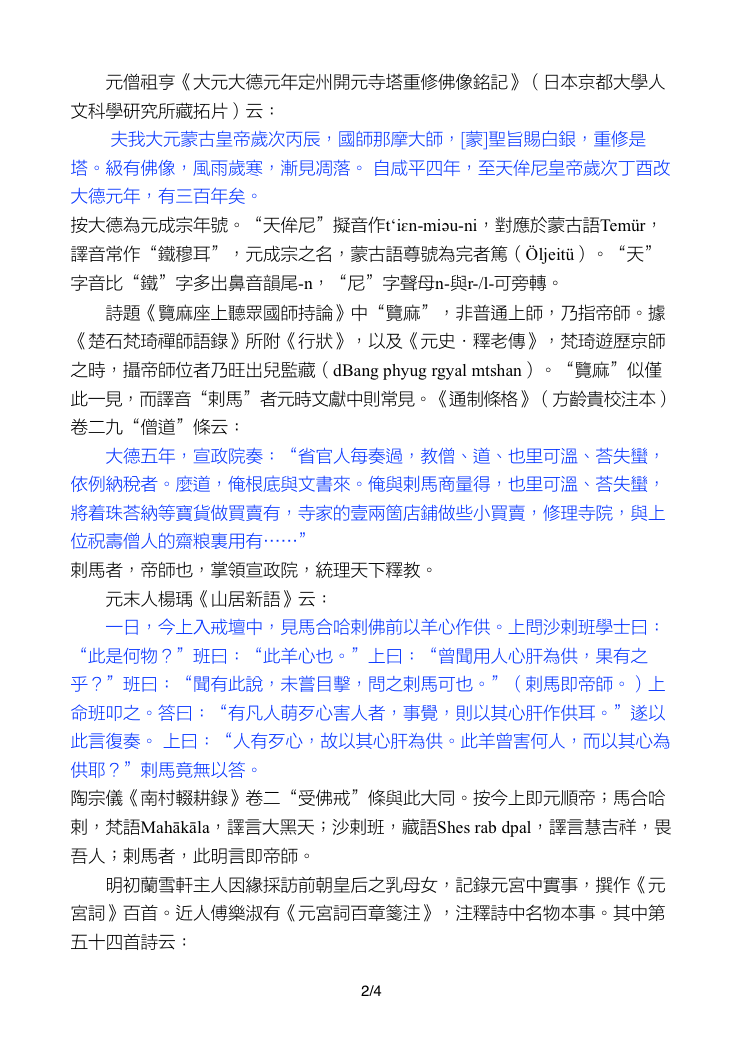 元僧祖亨《大元大德元年定州開元寺塔重修佛像銘記》（日本京都大學人
文科學研究所藏拓片）云：
夫我大元蒙古皇帝歲次丙辰，國師那摩大師，[蒙]聖旨賜白銀，重修是
塔。級有佛像，風雨歲寒，漸見凋落。 自咸平四年，至天侔尼皇帝歲次丁酉改
大德元年，有三百年矣。
按大德為元成宗年號。“天侔尼”擬音作t‘iɛn-miəu-ni，對應於蒙古語Temür，
譯音常作“鐵穆耳”，元成宗之名，蒙古語尊號為完者篤（Öljeitü）。“天”
字音比“鐵”字多出鼻音韻尾-n，“尼”字聲母n-與r-/l-可旁轉。
詩題《覽麻座上聽眾國師持論》中“覽麻”，非普通上師，乃指帝師。據
《楚石梵琦禪師語錄》所附《行狀》，以及《元史．釋老傳》，梵琦遊歷京師
之時，攝帝師位者乃旺出兒監藏（dBang phyug rgyal mtshan）。“覽麻”似僅
此一見，而譯音“剌馬”者元時文獻中則常見。《通制條格》（方齡貴校注本）
卷二九“僧道”條云：
大德五年，宣政院奏：“省官人每奏過，教僧、道、也里可溫、荅失蠻，
依例納稅者。麼道，俺根底與文書來。俺與剌馬商量得，也里可溫、荅失蠻，
將着珠荅納等寶貨做買賣有，寺家的壹兩箇店鋪做些小買賣，修理寺院，與上
位祝壽僧人的齋粮裏用有……”
剌馬者，帝師也，掌領宣政院，統理天下釋教。
元末人楊瑀《山居新語》云：
一日，今上入戒壇中，見馬合哈剌佛前以羊心作供。上問沙剌班學士曰：
“此是何物？”班曰：“此羊心也。”上曰：“曾聞用人心肝為供，果有之
乎？”班曰：“聞有此說，未嘗目擊，問之剌馬可也。”（剌馬即帝師。）上
命班叩之。答曰：“有凡人萌歹心害人者，事覺，則以其心肝作供耳。”遂以
此言復奏。 上曰：“人有歹心，故以其心肝為供。此羊曾害何人，而以其心為
供耶？”剌馬竟無以答。
陶宗儀《南村輟耕錄》卷二“受佛戒”條與此大同。按今上即元順帝；馬合哈
剌，梵語Mahākāla，譯言大黑天；沙剌班，藏語Shes rab dpal，譯言慧吉祥，畏
吾人；剌馬者，此明言即帝師。
明初蘭雪軒主人因緣採訪前朝皇后之乳母女，記錄元宮中實事，撰作《元
宮詞》百首。近人傅樂淑有《元宮詞百章箋注》，注釋詩中名物本事。其中第
五十四首詩云：
2/4